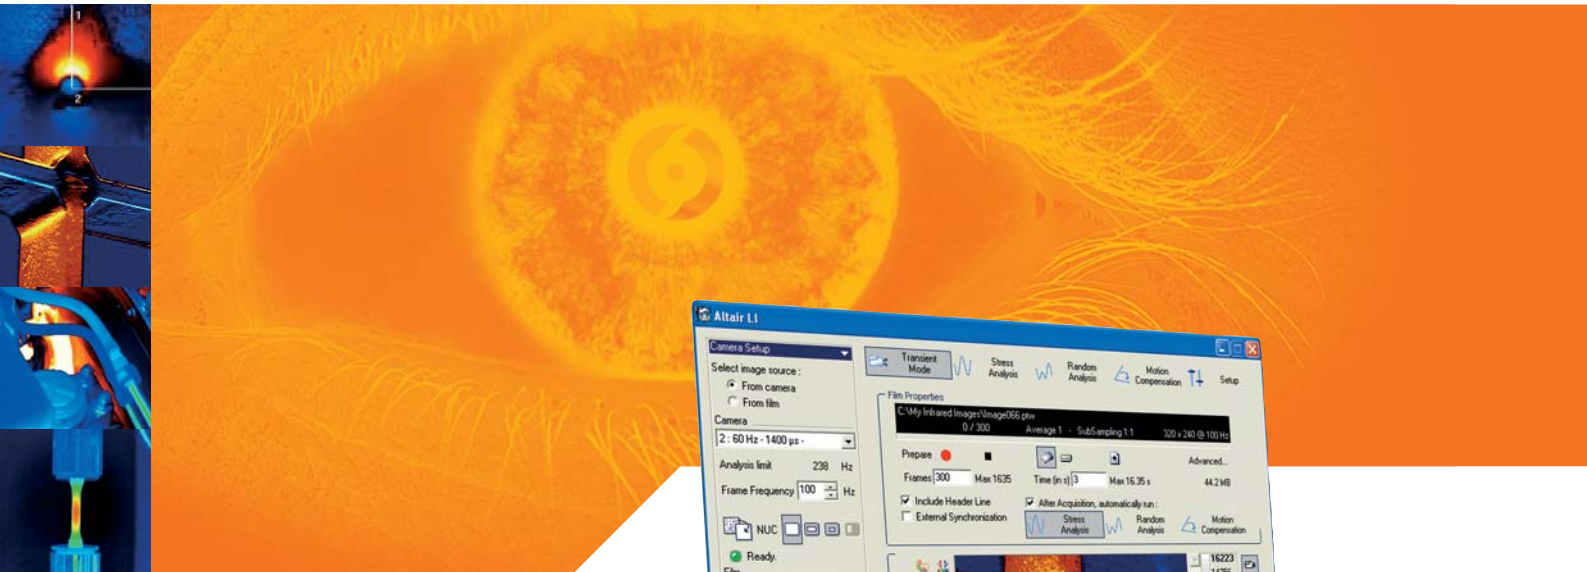 1
2
Altair LI
Camera Setup
Select image source :
From camera
From film
Camera
2 : 60 Hz - 1400 µs -
Analysis limit 238 Hz
Frame Frequency 100 Hz
NUC
Ready.
Film
Transient Mode
Stress Analysis
Random Analysis
Motion Compensation
Setup
Film Properties
C:\My Infrared Images\Image066.ptw
0 / 300 Average 1 - SubSampling 1:1 320 x 240 @ 100 Hz
Prepare
Advanced...
Frames 300 Max 1635 Time (in s) 3 Max 16.35 s 44.2 MB
Include Header Line
After Acquisition, automatically run :
External Synchronization
Stress Analysis
Random Analysis
Motion Compensation
16223